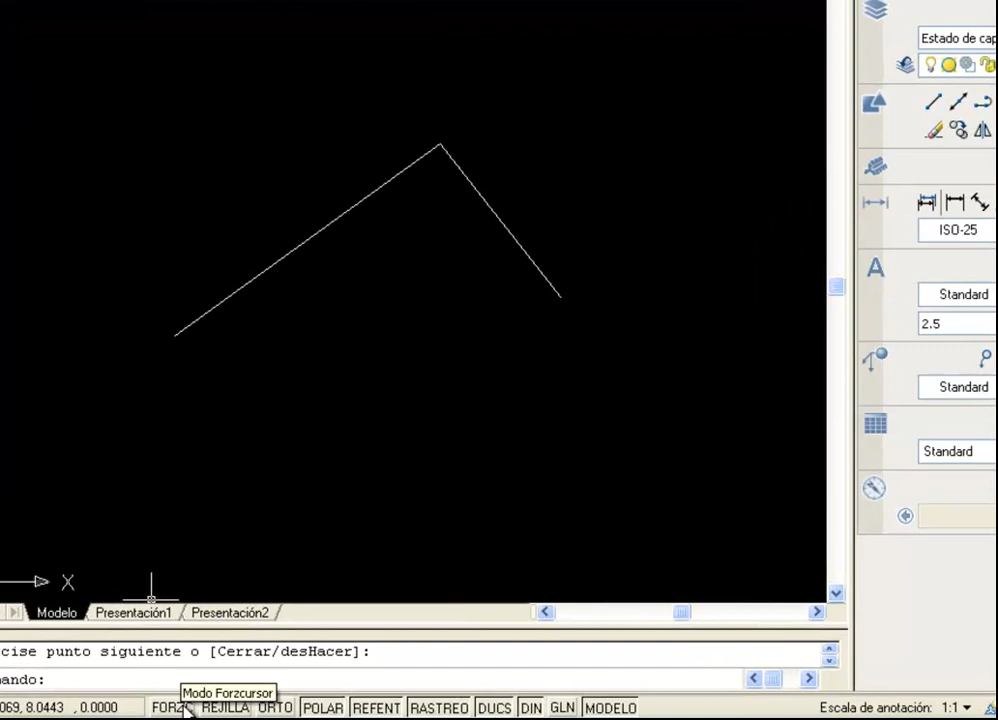 Estado de cap
ISO-25
Standard
2.5
Standard
Standard
X
Modelo Presentación1 Presentación2
cise punto siguiente o [Cerrar/desHacer]:
ando:
Modo Forzcursor
069, 8.0443 , 0.0000 FORZC REJILLA ORTO POLAR REFENT RASTREO DUCS DIN GLN MODELO Escala de anotación: 1:1